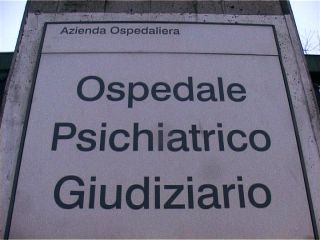 Azienda Ospedaliera
Ospedale
Psichiatrico
Giudiziario